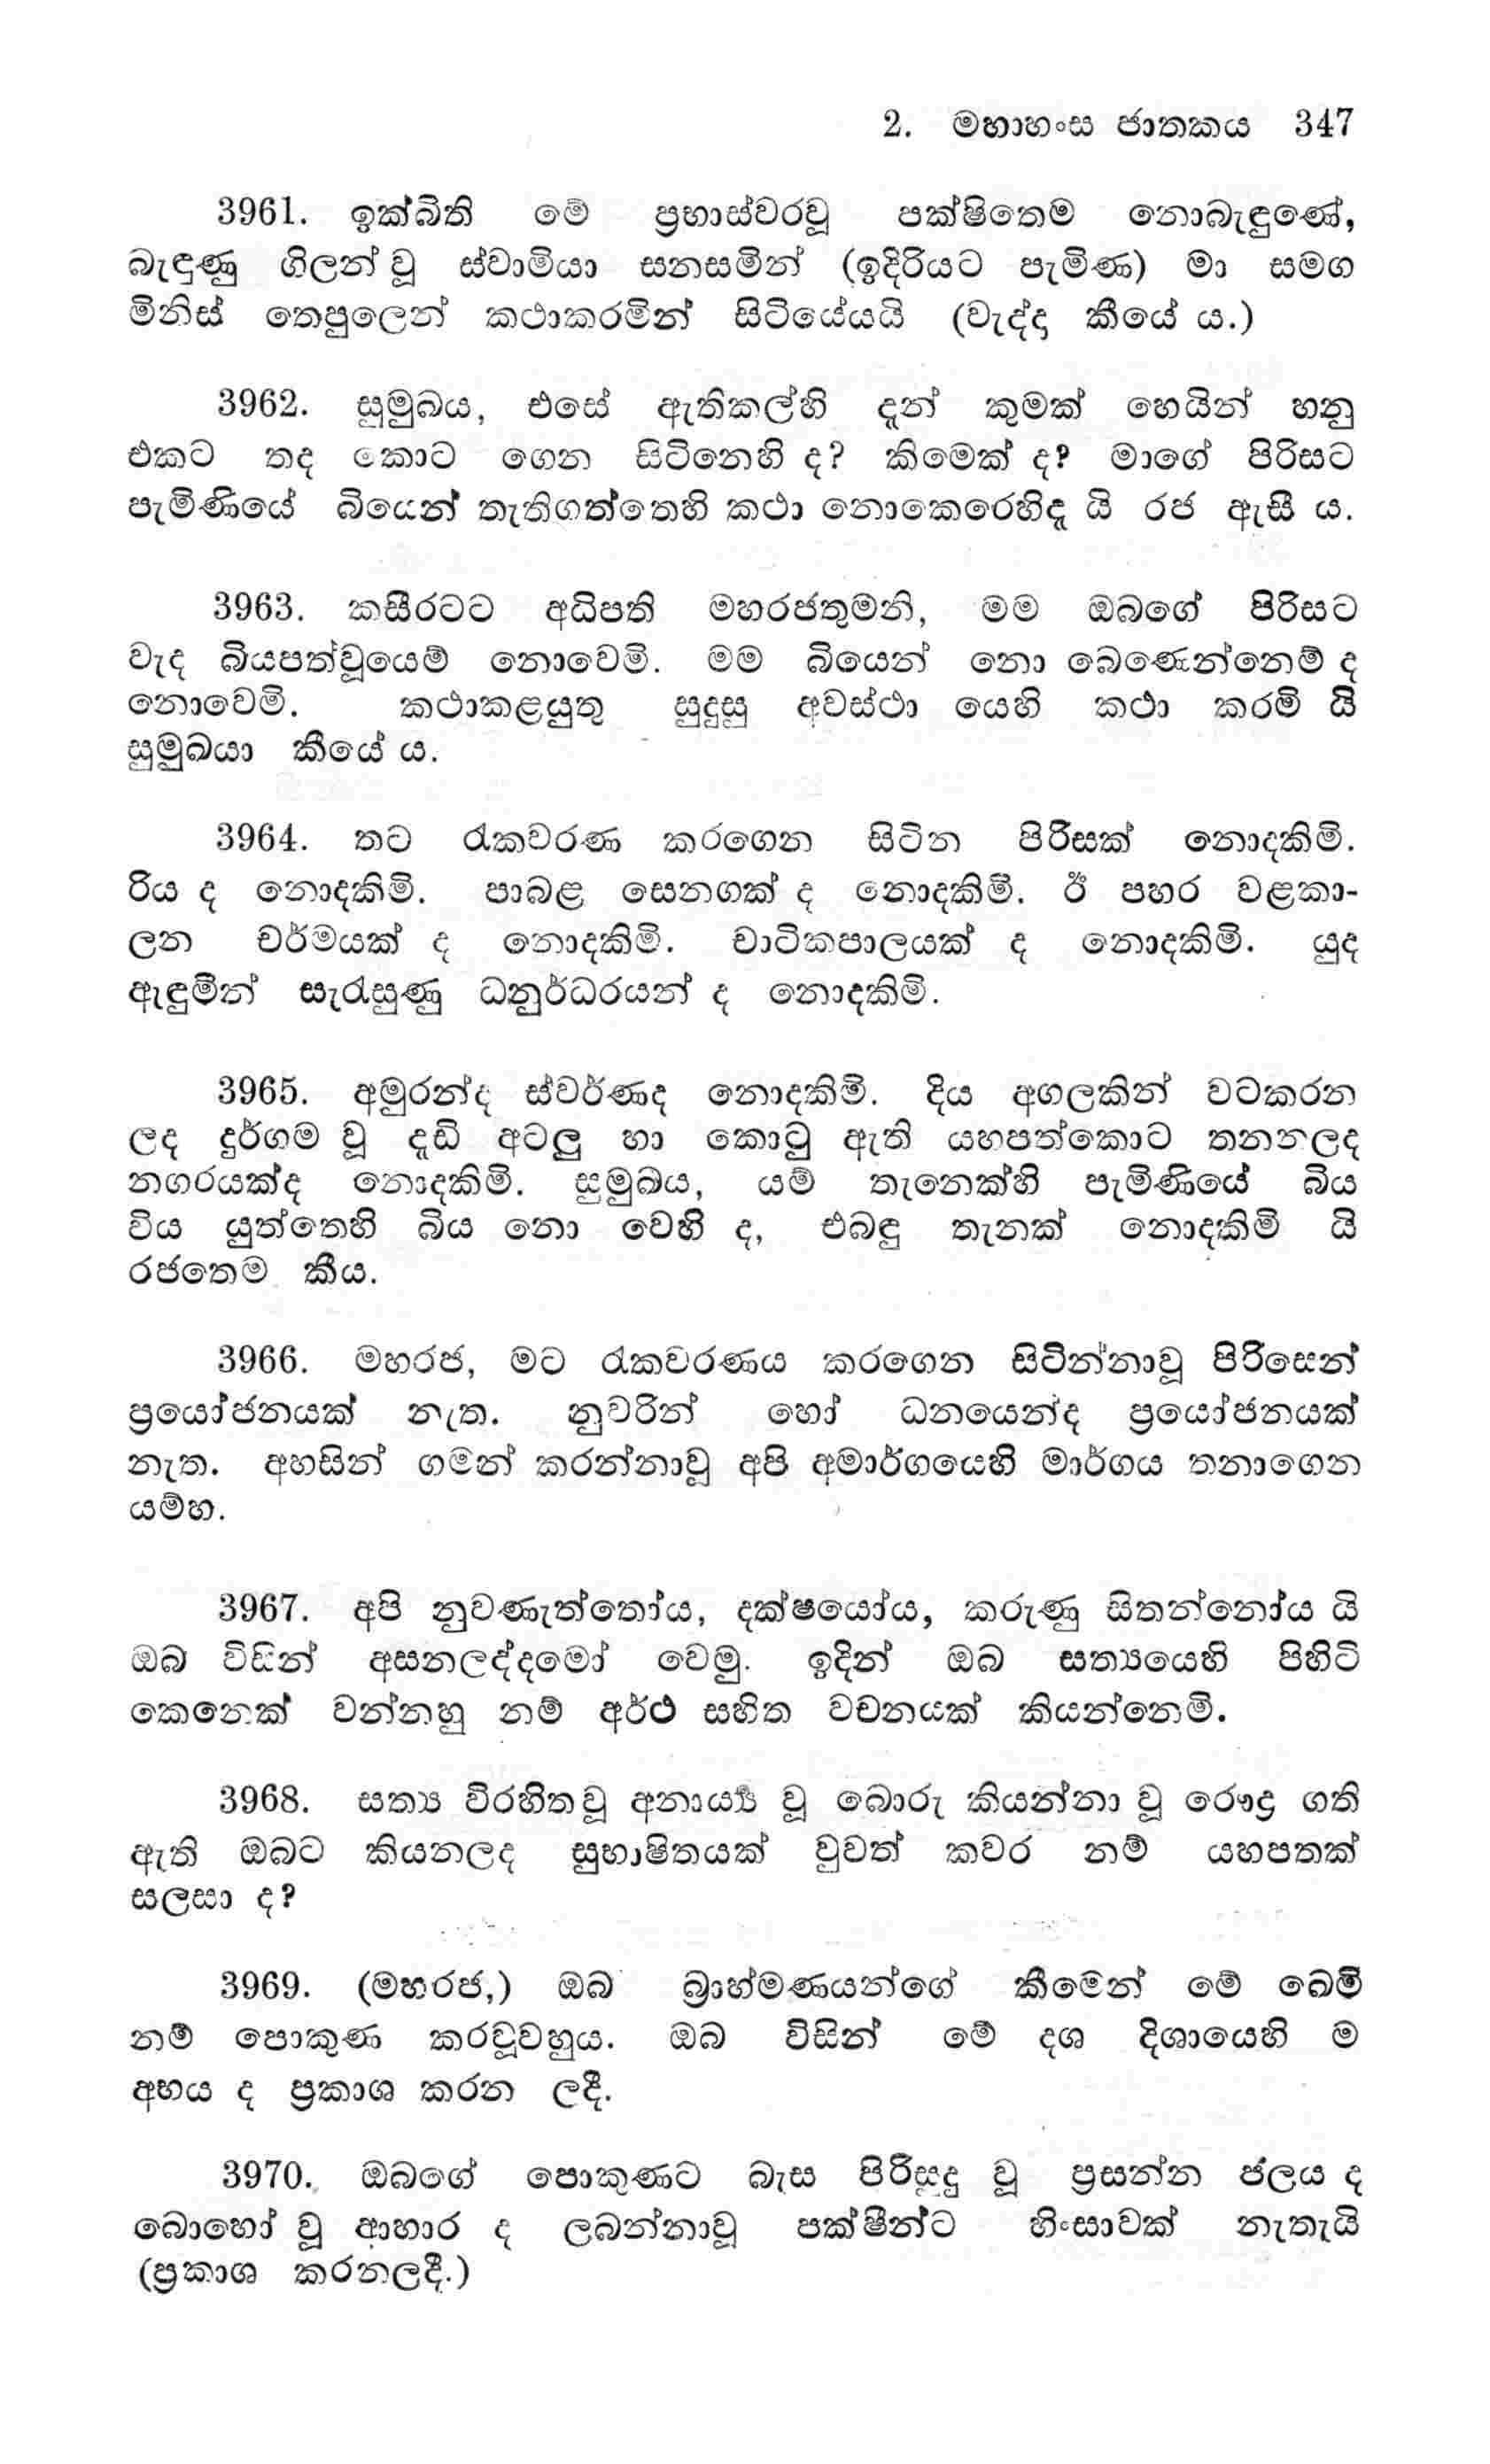 2. මහාහංස ජාතකය 347
3961. ඉක්බිති මේ ප්‍රභාස්වරවූ පක්ෂිතෙම නොබැඳුණේ,
බැඳුණු ගිලන් වූ ස්වාමියා සනසමින් (ඉදිරියට පැමිණ) මා සමග
මිනිස් තෙපුලෙන් කථාකරමින් සිටියේයයි (වැද්දා කීයේ ය.)
3962. සුමුඛය, එසේ ඇතිකල්හි දැන් කුමක් හෙයින් හනු
එකට තද කොට ගෙන සිටිනෙහි ද? කිමෙක් ද? මාගේ පිරිසට
පැමිණියේ බියෙන් තැතිගත්තෙහි කථා නොකෙරෙහිදැ යි රජ ඇසී ය.
3963. කසීරටට අධිපති මහරජතුමනි, මම ඔබගේ පිරිසට
වැද බියපත්වූයෙම් නොවෙමි. මම බියෙන් නො බෙණෙන්නෙම් ද
නොවෙමි. කථාකළයුතු සුදුසු අවස්ථා යෙහි කථා කරමි යි
සුමුඛයා කීයේ ය.
3964. තට රැකවරණ කරගෙන සිටින පිරිසක් නොදකිමි.
රිය ද නොදකිමි. පාබළ සෙනගක් ද නොදකිමි. ඊ පහර වළකා-
ලන චර්මයක් ද නොදකිමි. චාටිකපාලයක් ද නොදකිමි. යුද
ඇඳුමින් සැරැසුණු ධනුර්ධරයන් ද නොදකිමි.
3965. අමුරන්ද ස්වර්ණද නොදකිමි. දිය අගලකින් වටකරන
ලද දුර්ගම වූ දැඩි අටලු හා කොටු ඇති යහපත්කොට තනනලද
නගරයක්ද නොදකිමි. සුමුඛය, යම් තැනෙක්හි පැමිණියේ බිය
විය යුත්තෙහි බිය නො වෙහි ද, එබඳු තැනක් නොදකිමි යි
රජතෙම කීය.
3966. මහරජ, මට රැකවරණය කරගෙන සිටින්නාවූ පිරිසෙන්
ප්‍රයෝජනයක් නැත. නුවරින් හෝ ධනයෙන්ද ප්‍රයෝජනයක්
නැත. අහසින් ගමන් කරන්නාවූ අපි අමාර්ගයෙහි මාර්ගය තනාගෙන
යම්හ.
3967. අපි නුවණැත්තෝය, දක්ෂයෝය, කරුණු සිතන්නෝය යි
ඔබ විසින් අසනලද්දමෝ වෙමු. ඉදින් ඔබ සත්‍යයෙහි පිහිටි
කෙනෙක් වන්නහු නම් අර්ථ සහිත වචනයක් කියන්නෙමි.
3968. සත්‍ය විරහිත වූ අනාර්‍ය්‍ය වූ බොරු කියන්නා වූ රෞද්‍ර ගති
ඇති ඔබට කියනලද සුභාෂිතයක් වුවත් කවර නම් යහපතක්
සලසා ද?
3969. (මහරජ,) ඔබ බ්‍රාහ්මණයන්ගේ කීමෙන් මේ ඛෙමි
නම් පොකුණ කරවූවහුය. ඔබ විසින් මේ දශ දිශායෙහි ම
අභය ද ප්‍රකාශ කරන ලදී.
3970. ඔබගේ පොකුණට බැස පිරිසුදු වූ ප්‍රසන්න ජලය ද
බොහෝ වූ ආහාර ද ලබන්නාවූ පක්ෂීන්ට හිංසාවක් නැතැයි
(ප්‍රකාශ කරනලදී.)